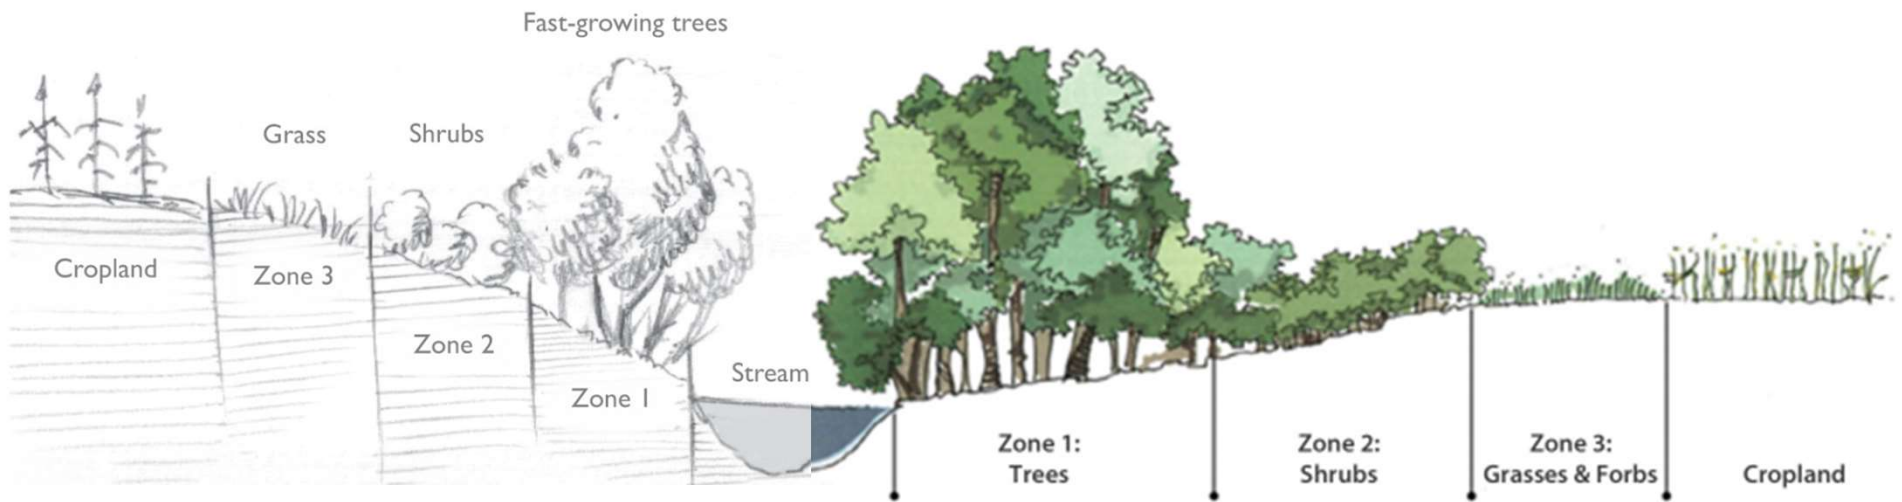 Fast-growing trees
Grass
Shrubs
Cropland
Zone 3
Zone 2
Zone 1
Stream
Zone 1:
Trees
Zone 2:
Shrubs
Zone 3:
Grasses & Forbs
Cropland